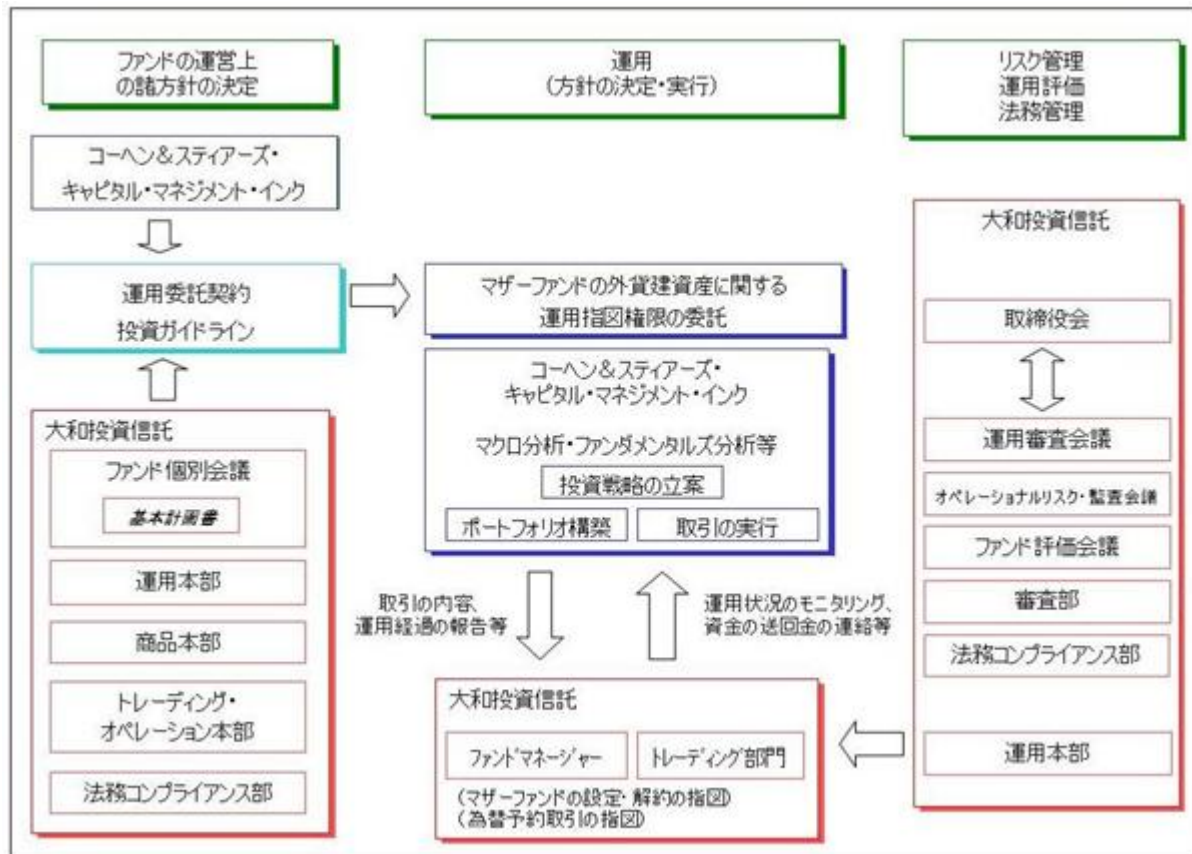 ファンドの運営上
の諸方針の決定
コーヘン&スティアーズ・
キャピタル・マネジメント・インク
運用委託契約
投資ガイドライン
大和投資信託
ファンド個別会議
基本計画書
運用本部
商品本部
トレーディング・
オペレーション本部
法務コンプライアンス部
運用
(方針の決定・実行)
マザーファンドの外貨建資産に関する
運用指図権限の委託
コーヘン&スティアーズ・
キャピタル・マネジメント・インク
マクロ分析・ファンダメンタルズ分析等
投資戦略の立案
ポートフォリオ構築
取引の実行
取引の内容、
運用経過の報告等
運用状況のモニタリング、
資金の送回金の連絡等
大和投資信託
ファンドマネージャー
トレーディング部門
(マザーファンドの設定・解約の指図)
(為替予約取引の指図)
リスク管理
運用評価
法務管理
大和投資信託
取締役会
運用審査会議
オペレーショナルリスク・監査会議
ファンド評価会議
審査部
法務コンプライアンス部
運用本部